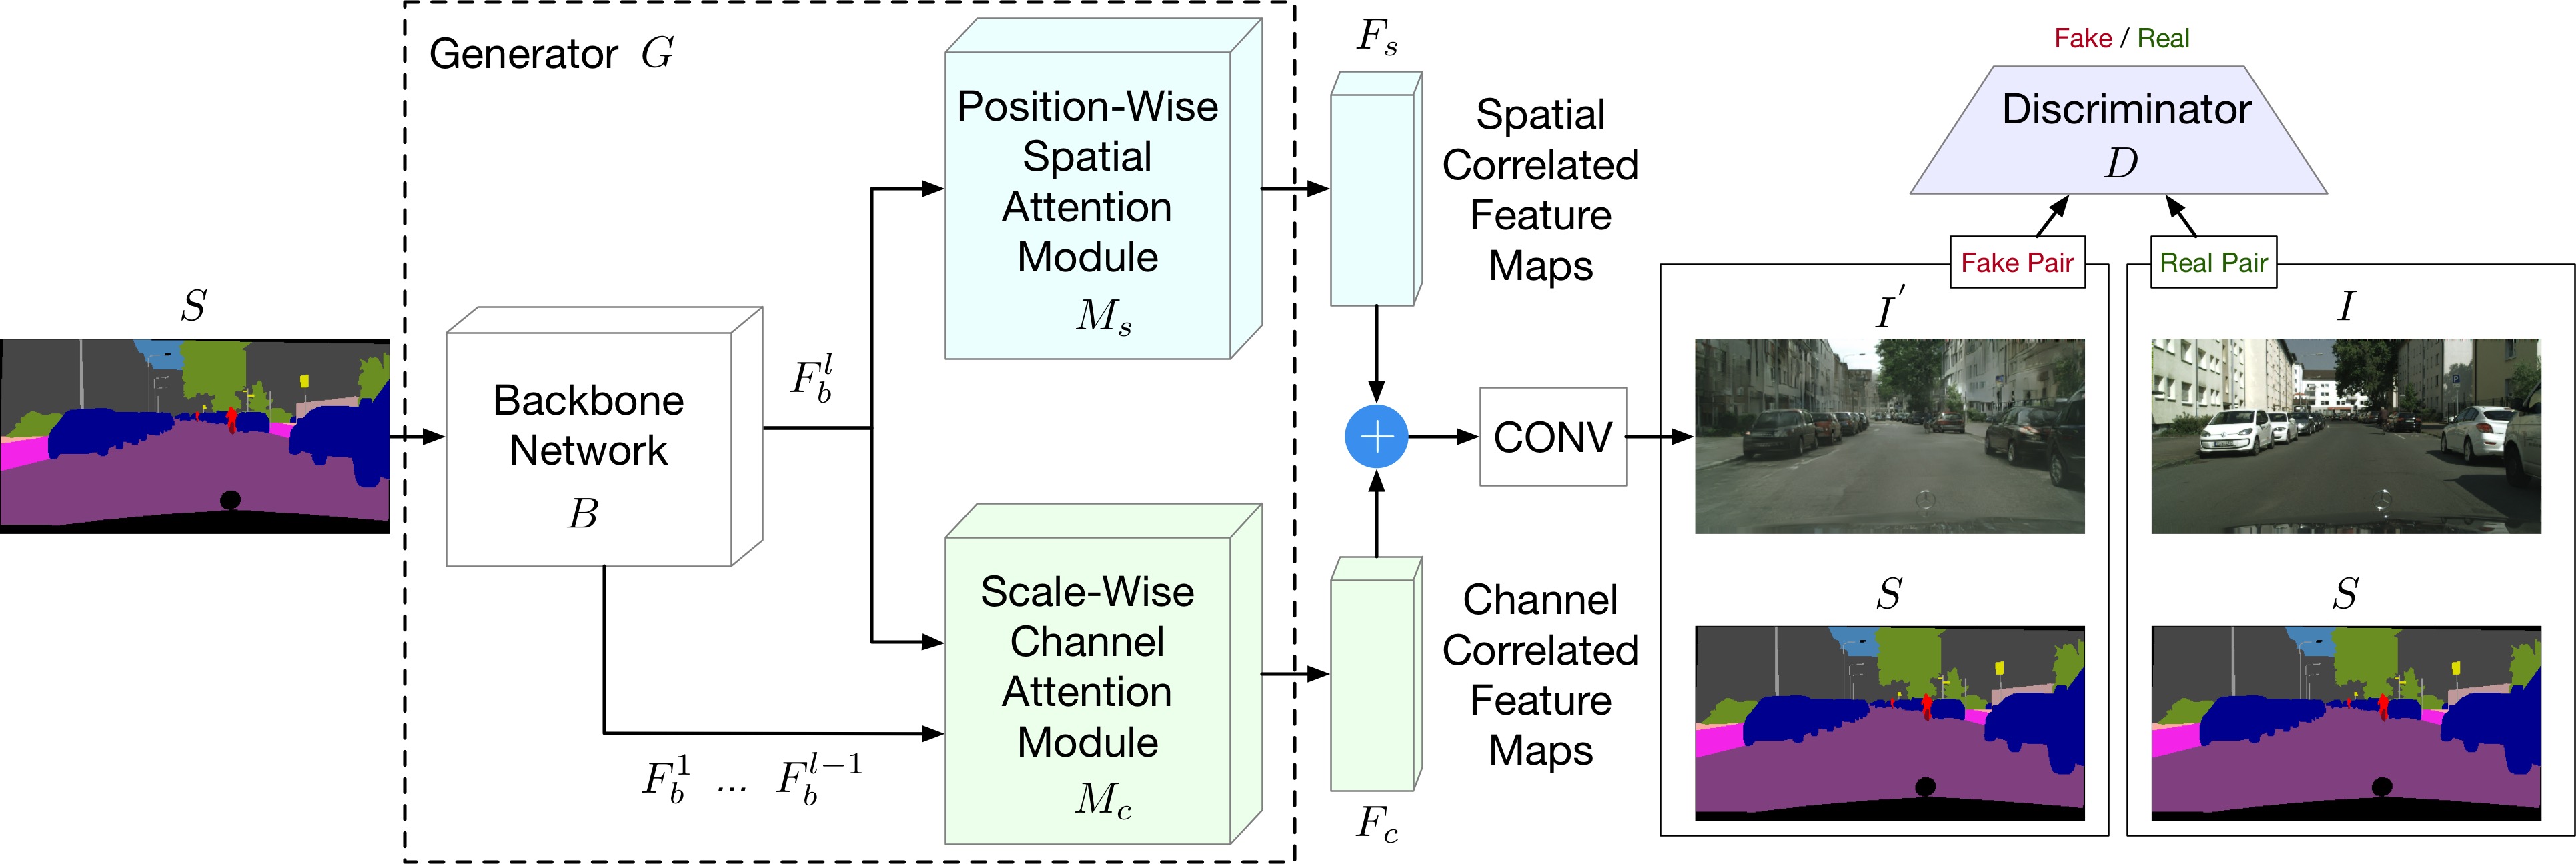 Generator G
S
Backbone
Network
B
F_b^l
F_b^1 ... F_b^{l-1}
Position-Wise
Spatial
Attention
Module
M_s
Scale-Wise
Channel
Attention
Module
M_c
F_s
Spatial
Correlated
Feature
Maps
+
CONV
Channel
Correlated
Feature
Maps
F_c
Fake / Real
Discriminator
D
Fake Pair
I'
S
Real Pair
I
S